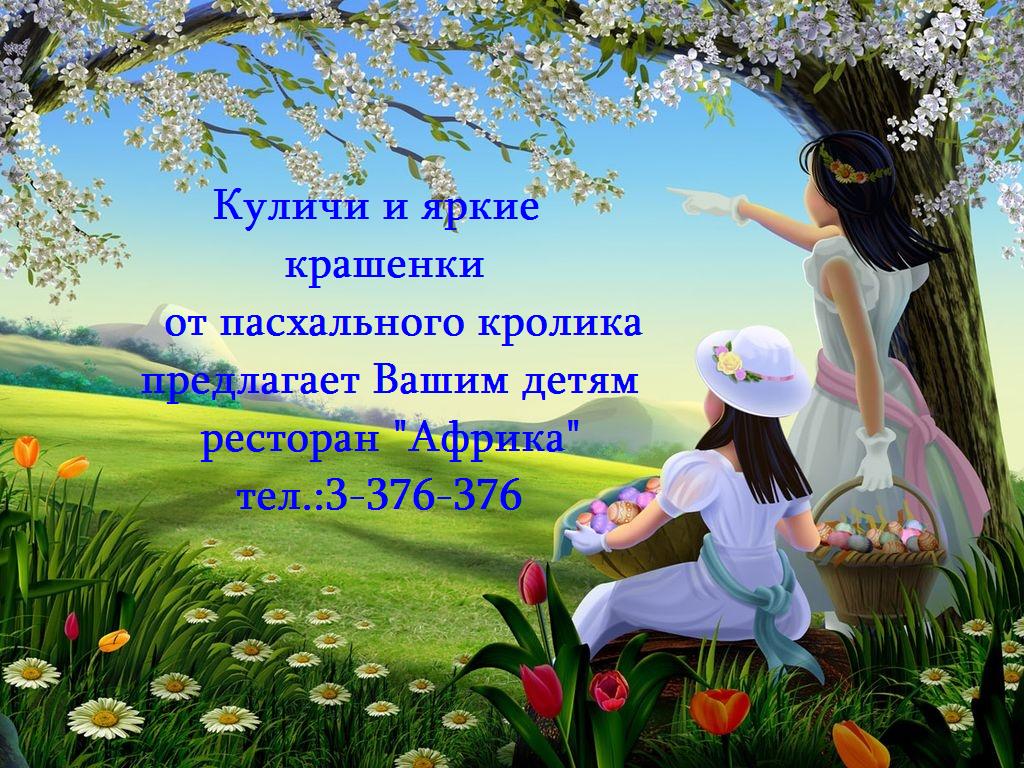 Куличи и яркие
крашенки
от пасхального кролика
предлагает Вашим детям
ресторан "Африка"
тел.:3-376-376